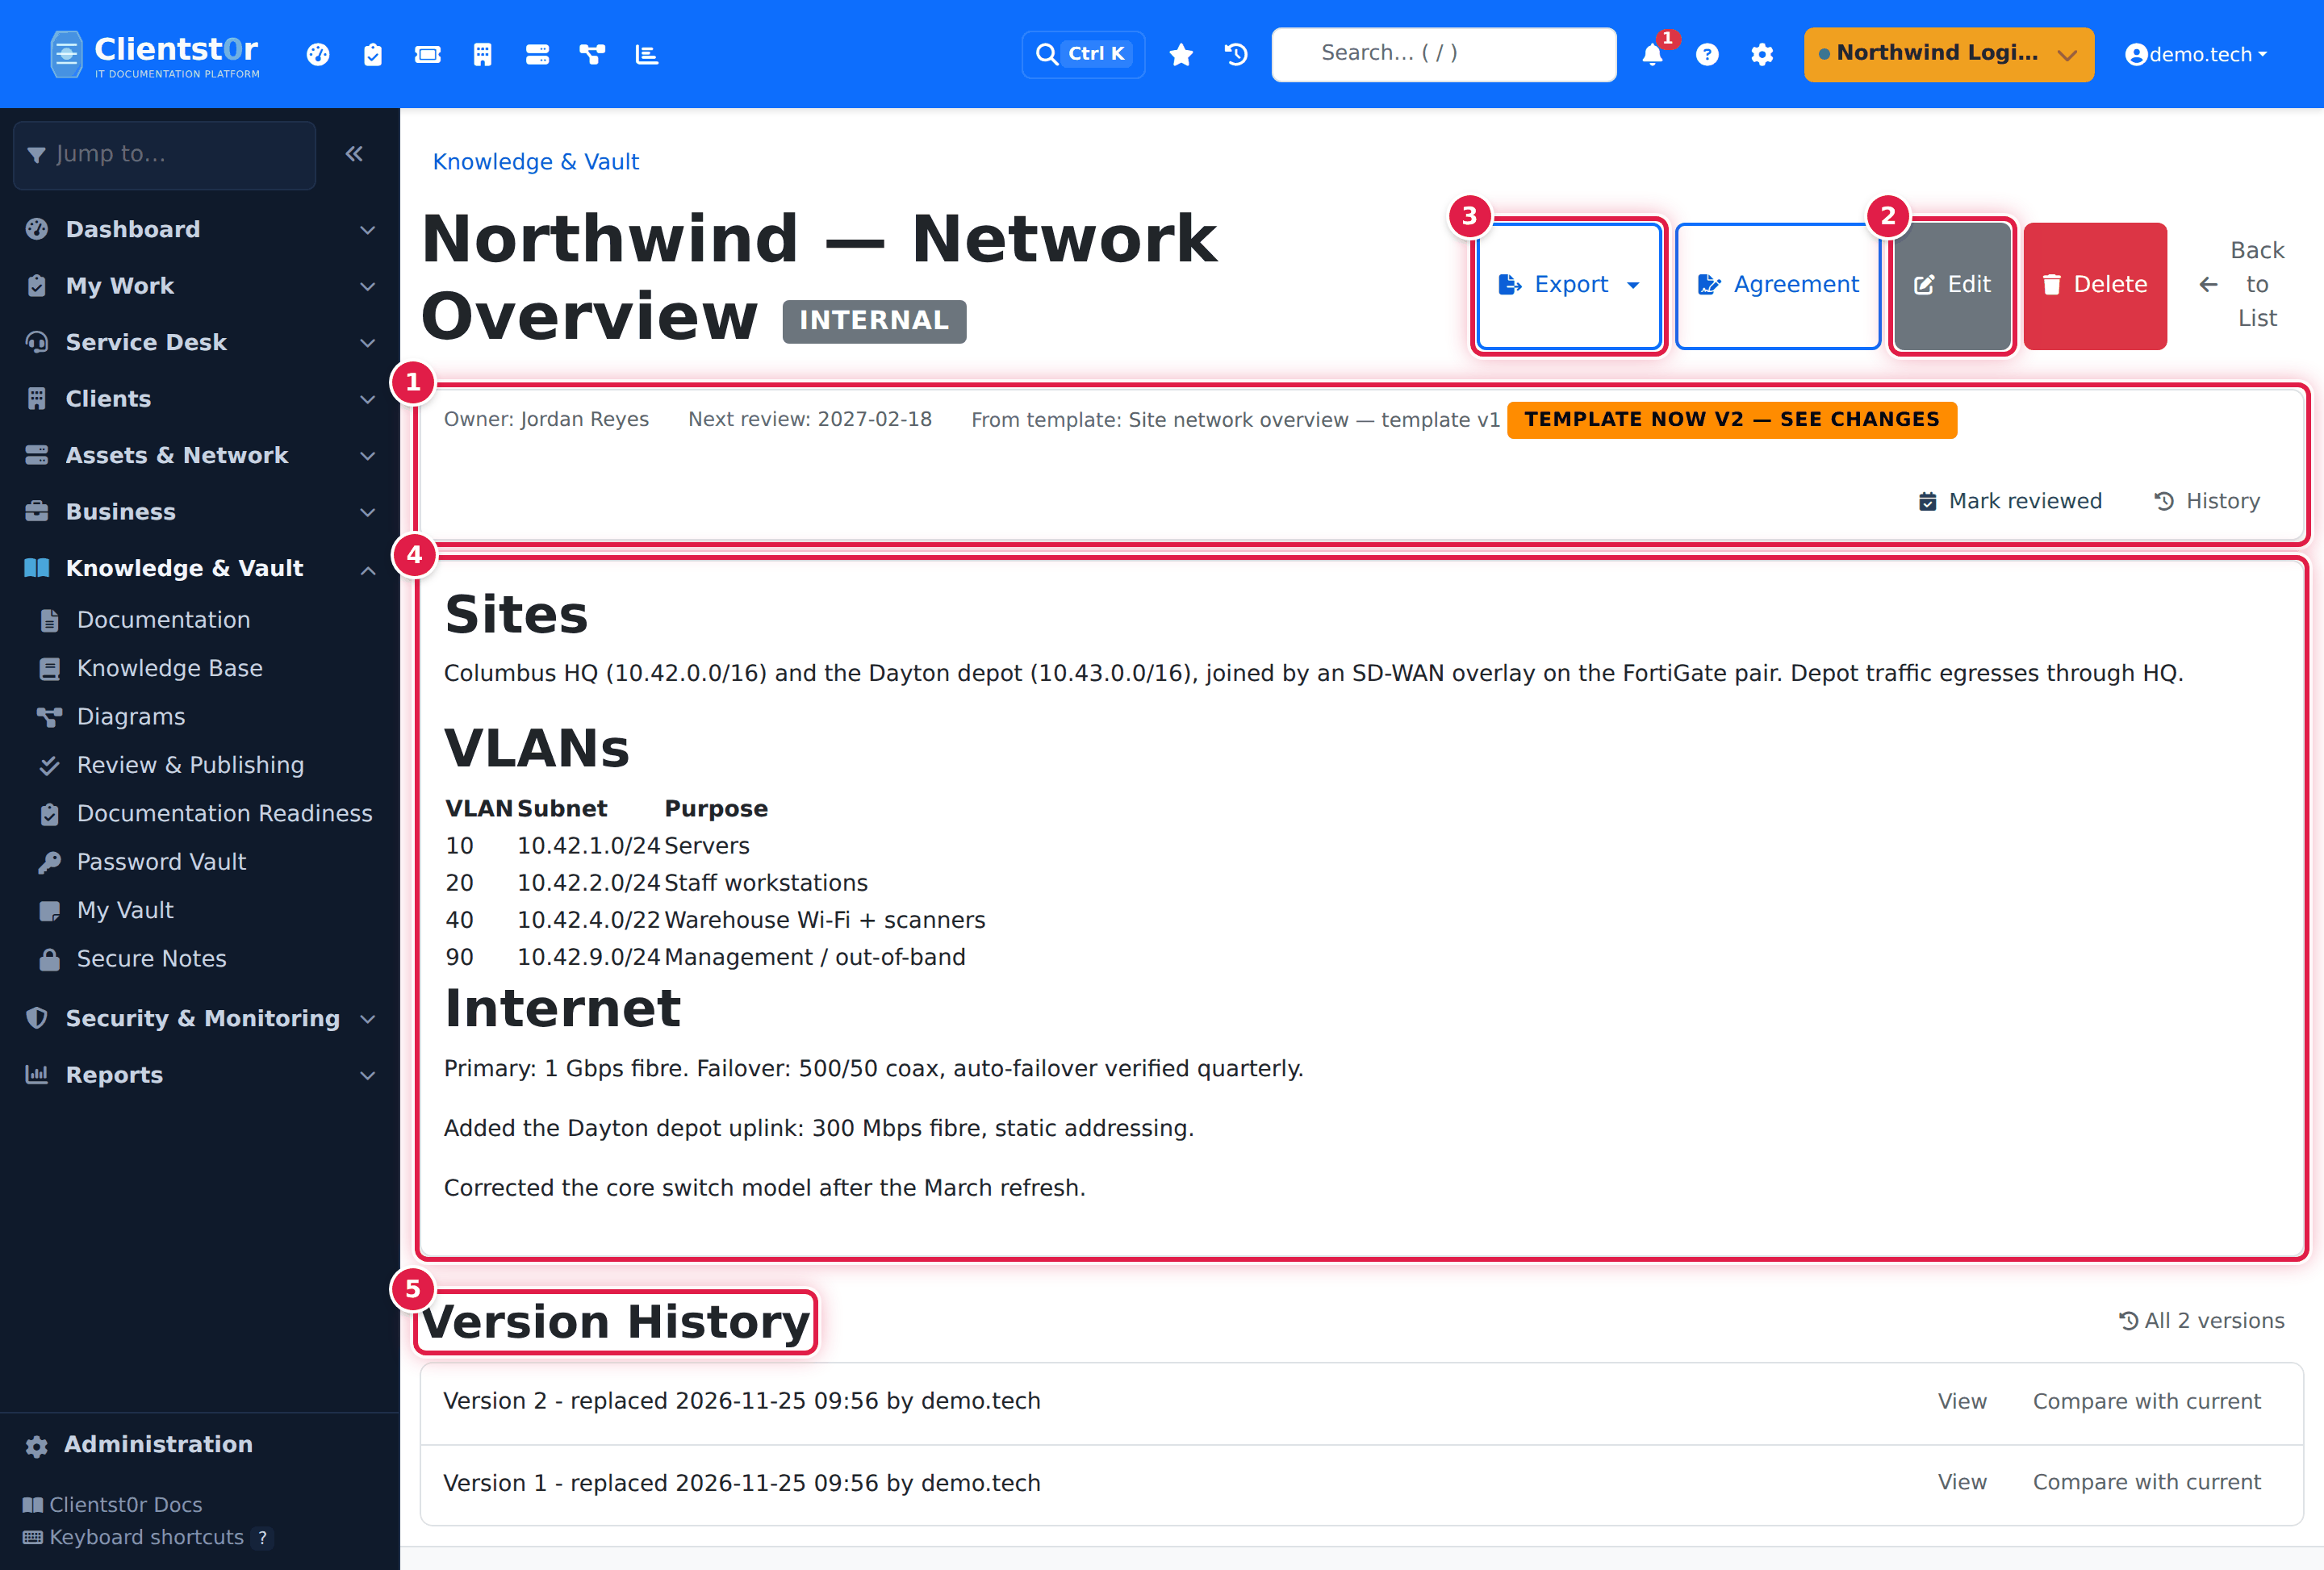 Clientst0r
IT DOCUMENTATION PLATFORM
Ctrl K
Search... ( / )
1
Northwind Logi...
demo.tech
Jump to...
Dashboard
My Work
Service Desk
Clients
Assets & Network
Business
Knowledge & Vault
Documentation
Knowledge Base
Diagrams
Review & Publishing
Documentation Readiness
Password Vault
My Vault
Secure Notes
Security & Monitoring
Reports
Administration
Clientst0r Docs
Keyboard shortcuts ?
Knowledge & Vault
Northwind — Network
Overview INTERNAL
3
Export
Agreement
2
Edit
Delete
Back
to
List
1
Owner: Jordan Reyes Next review: 2027-02-18 From template: Site network overview — template v1 TEMPLATE NOW V2 — SEE CHANGES
Mark reviewed History
4
Sites
Columbus HQ (10.42.0.0/16) and the Dayton depot (10.43.0.0/16), joined by an SD-WAN overlay on the FortiGate pair. Depot traffic egresses through HQ.
VLANs
VLAN Subnet Purpose
10 10.42.1.0/24 Servers
20 10.42.2.0/24 Staff workstations
40 10.42.4.0/22 Warehouse Wi-Fi + scanners
90 10.42.9.0/24 Management / out-of-band
Internet
Primary: 1 Gbps fibre. Failover: 500/50 coax, auto-failover verified quarterly.
Added the Dayton depot uplink: 300 Mbps fibre, static addressing.
Corrected the core switch model after the March refresh.
5
Version History
All 2 versions
Version 2 - replaced 2026-11-25 09:56 by demo.tech View Compare with current
Version 1 - replaced 2026-11-25 09:56 by demo.tech View Compare with current